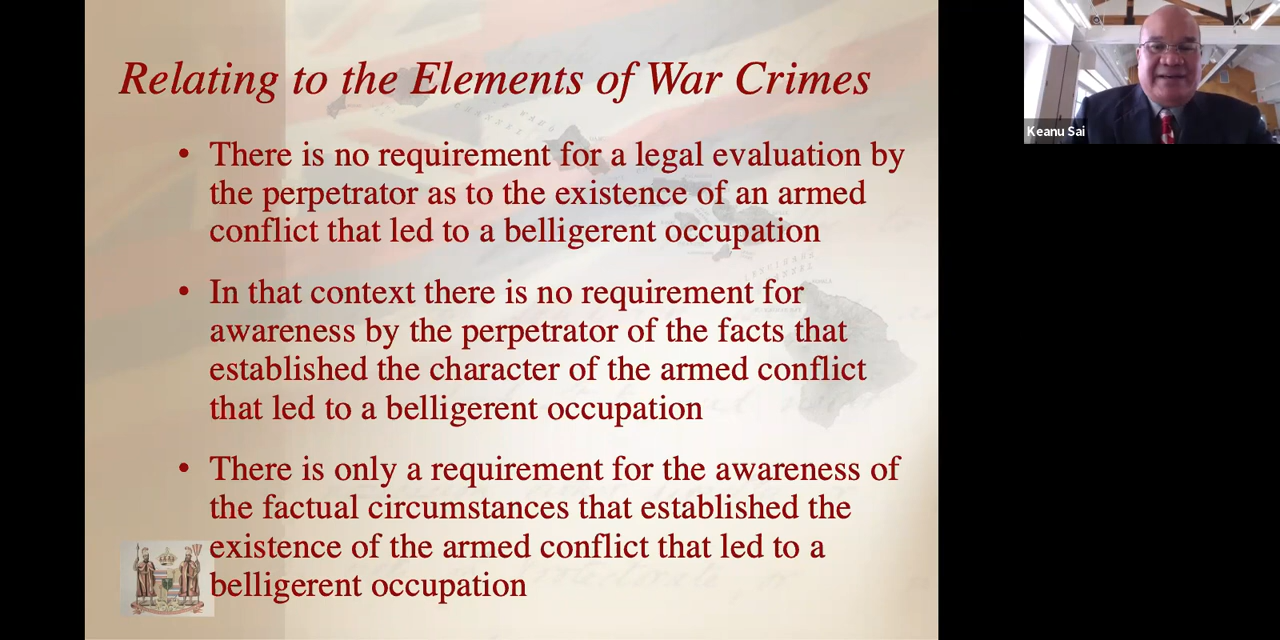 Relating to the Elements of War Crimes
• There is no requirement for a legal evaluation by
the perpetrator as to the existence of an armed
conflict that led to a belligerent occupation
• In that context there is no requirement for
awareness by the perpetrator of the facts that
established the character of the armed conflict
that led to a belligerent occupation
• There is only a requirement for the awareness of
the factual circumstances that established the
existence of the armed conflict that led to a
belligerent occupation
Keanu Sai